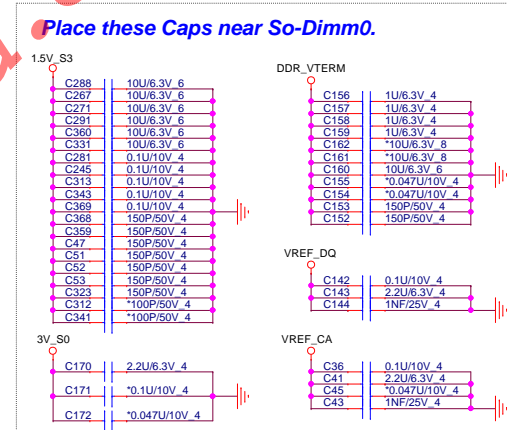 Place these Caps near So-Dimm0.
1.5V_S3
C288 10U/6.3V_6
C267 10U/6.3V_6
C271 10U/6.3V_6
C291 10U/6.3V_6
C360 10U/6.3V_6
C331 10U/6.3V_6
C281 0.1U/10V_4
C245 0.1U/10V_4
C313 0.1U/10V_4
C343 0.1U/10V_4
C369 0.1U/10V_4
C368 150P/50V_4
C359 150P/50V_4
C47 150P/50V_4
C51 150P/50V_4
C52 150P/50V_4
C53 150P/50V_4
C323 150P/50V_4
C312 *100P/50V_4
C341 *100P/50V_4
3V_S0
C170 2.2U/6.3V_4
C171 *0.1U/10V_4
C172 *0.047U/10V_4
DDR_VTERM
C156 1U/6.3V_4
C157 1U/6.3V_4
C158 1U/6.3V_4
C159 1U/6.3V_4
C162 *10U/6.3V_8
C161 *10U/6.3V_8
C160 10U/6.3V_6
C155 *0.047U/10V_4
C154 *0.047U/10V_4
C153 150P/50V_4
C152 150P/50V_4
VREF_DQ
C142 0.1U/10V_4
C143 2.2U/6.3V_4
C144 1NF/25V_4
VREF_CA
C36 0.1U/10V_4
C41 2.2U/6.3V_4
C45 *0.047U/10V_4
C43 1NF/25V_4